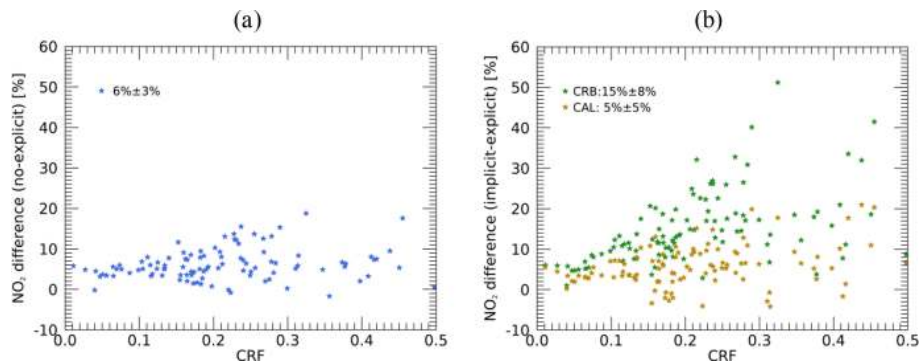 (a)
(b)
60
50
40
30
20
10
0
-10
NO₂ difference (no-explicit) [%]
6%±3%
0.0 0.1 0.2 0.3 0.4 0.5
CRF
60
50
40
30
20
10
0
-10
NO₂ difference (implicit-explicit) [%]
CRB:15%±8%
CAL: 5%±5%
0.0 0.1 0.2 0.3 0.4 0.5
CRF